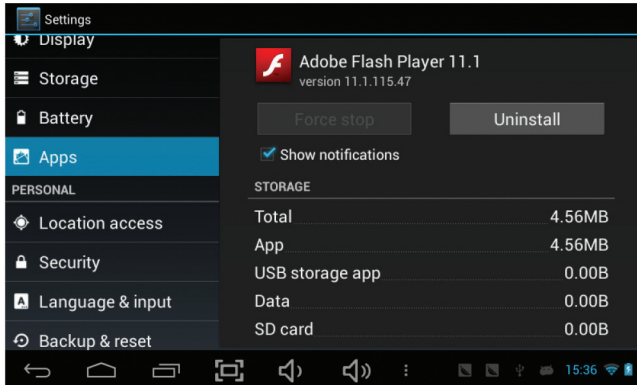 Settings
Display
Storage
Battery
Apps
PERSONAL
Location access
Security
Language & input
Backup & reset
Adobe Flash Player 11.1
version 11.1.115.47
Force stop
Uninstall
Show notifications
STORAGE
Total 4.56MB
App 4.56MB
USB storage app 0.00B
Data 0.00B
SD card 0.00B
15:36